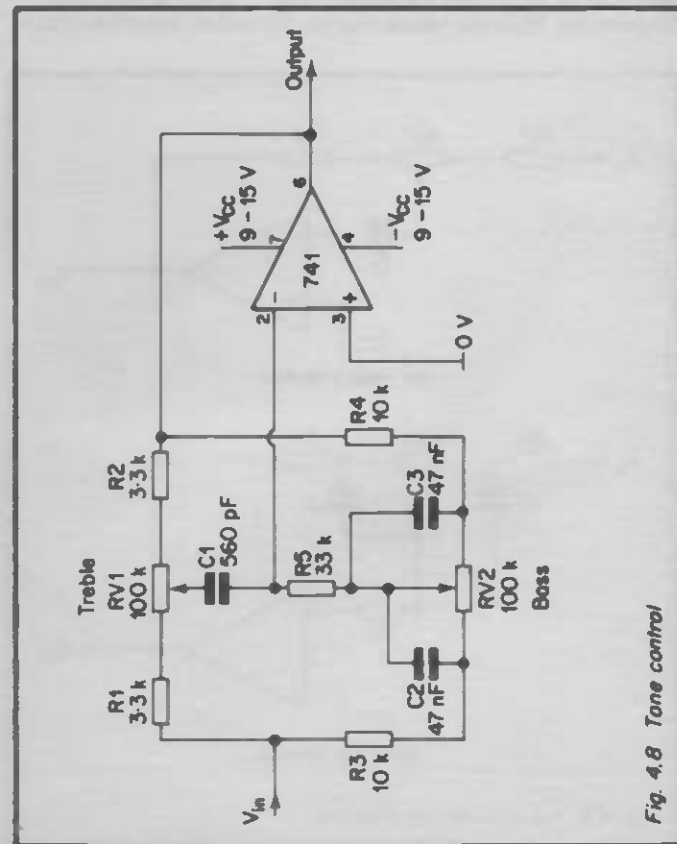 Treble
R1
3·3 k
RV1
100 k
R2
3·3 k
C1
560 pF
+VCC
9 – 15 V
7
2
-
741
6
Output
3
+
4
-VCC
9 – 15 V
0 V
Vin
R5
33 k
R3
10 k
C2
47 nF
C3
47 nF
R4
10 k
RV2
100 k
Bass
Fig. 4.8 Tone control